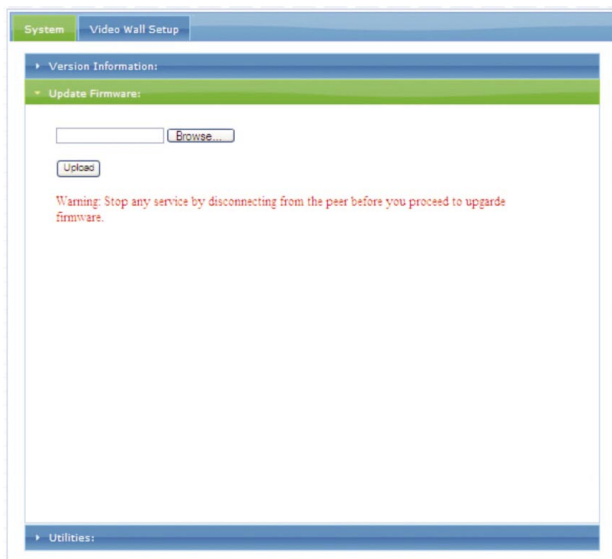 System Video Wall Setup
Version Information:
Update Firmware:
Browse...
Upload
Warning: Stop any service by disconnecting from the peer before you proceed to upgarde
firmware.
Utilities: